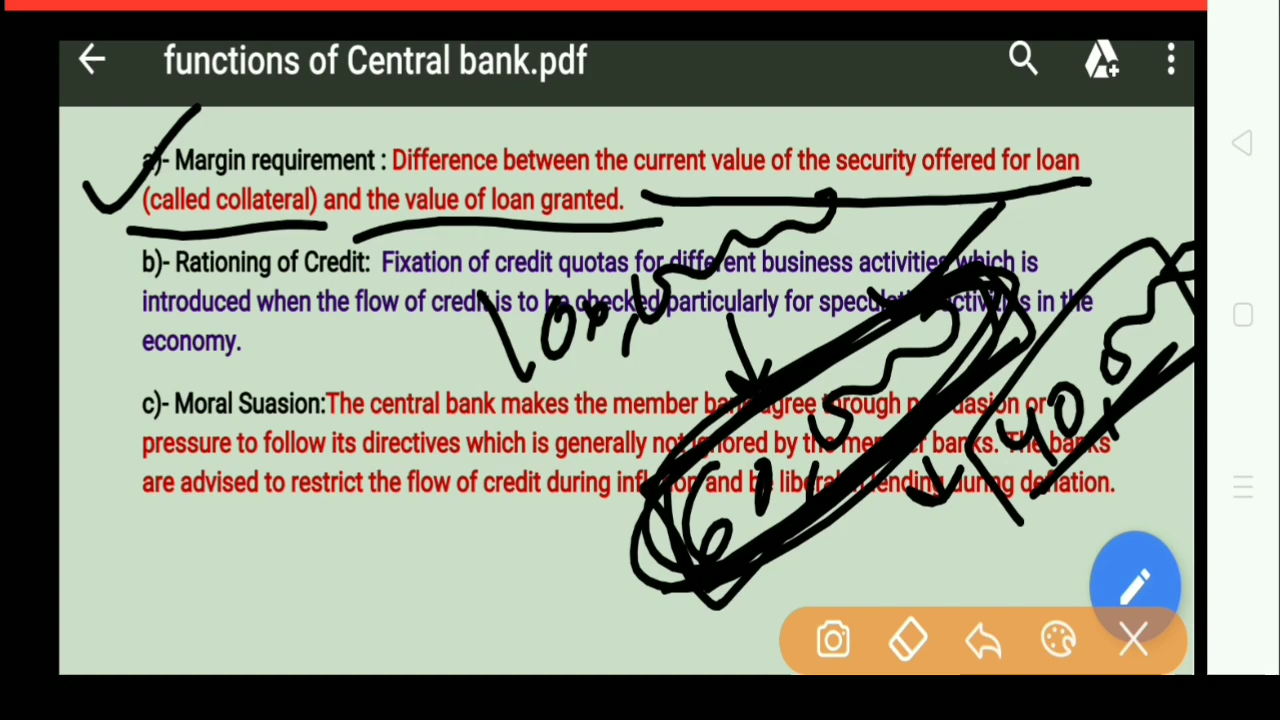 functions of Central bank.pdf
a)- Margin requirement : Difference between the current value of the security offered for loan
(called collateral) and the value of loan granted.
b)- Rationing of Credit: Fixation of credit quotas for different business activities which is
introduced when the flow of credit is to be checked particularly for speculative activities in the
economy.
c)- Moral Suasion:The central bank makes the member bank agree through persuasion or
pressure to follow its directives which is generally not ignored by the member banks. The banks
are advised to restrict the flow of credit during inflation and be liberal in lending during deflation.